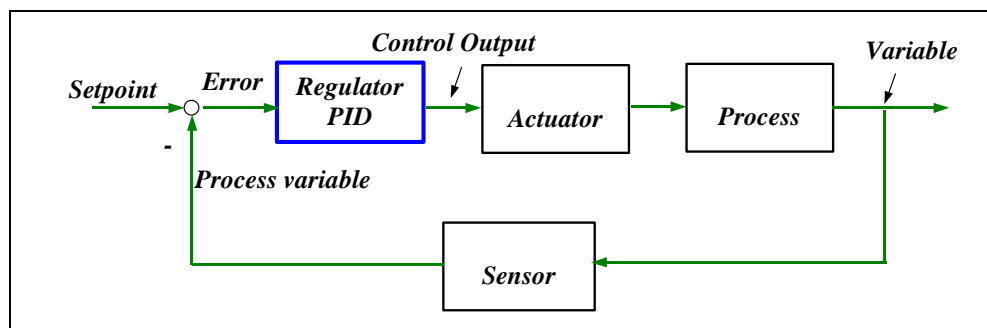 Control Output
Variable
Setpoint
Error
Regulator
PID
Actuator
Process
-
Process variable
Sensor